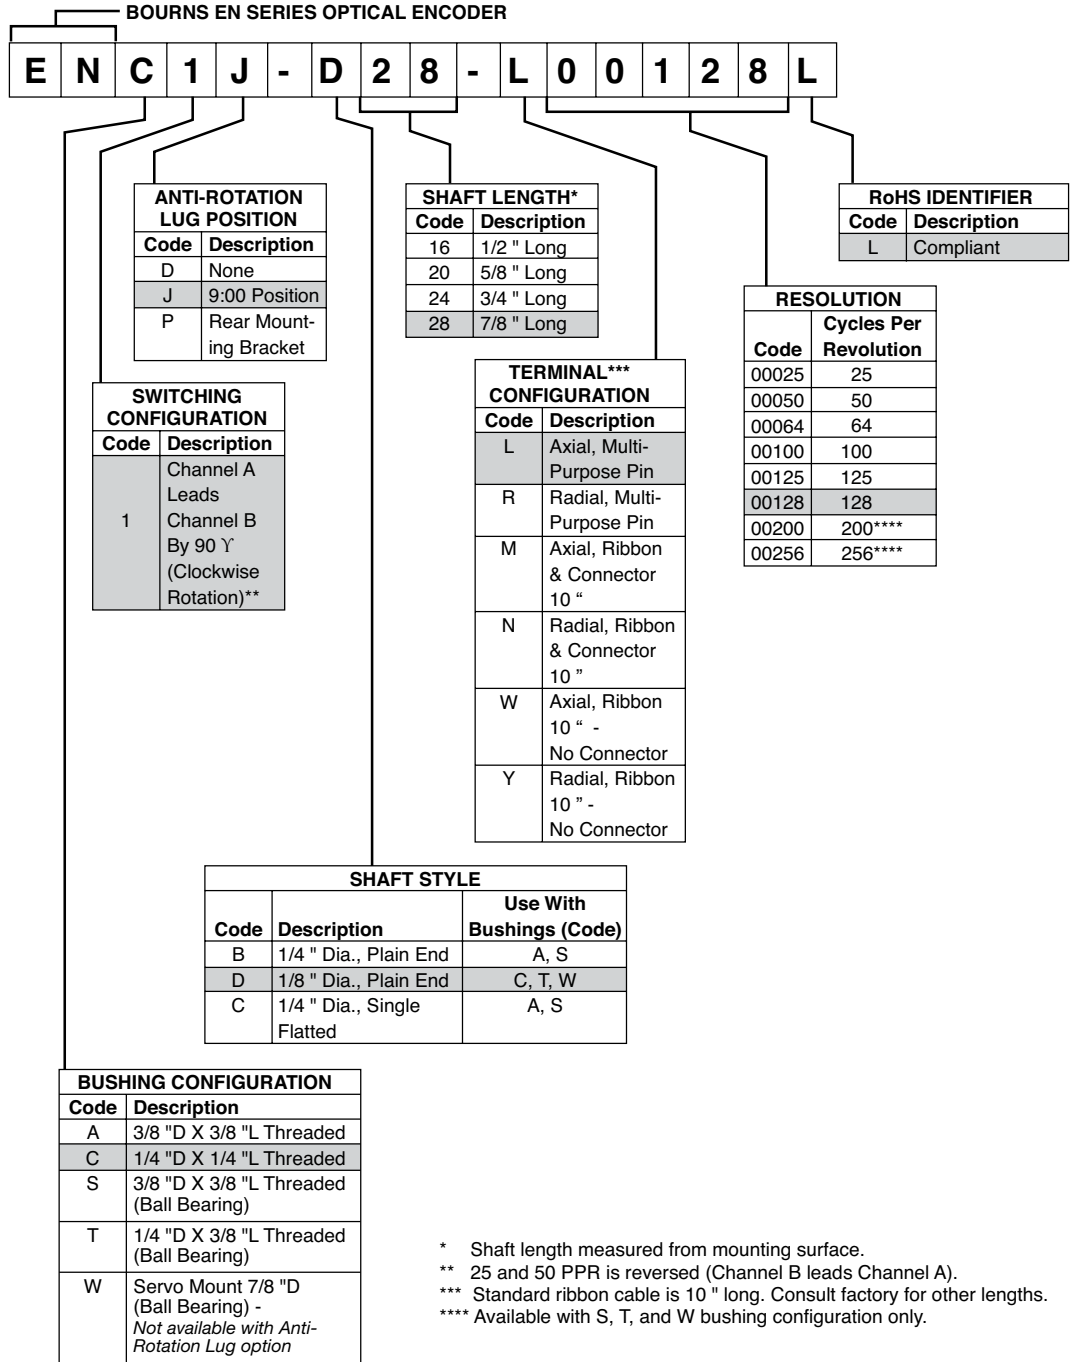 BOURNS EN SERIES OPTICAL ENCODER
E N C 1 J - D 2 8 - L 0 0 1 2 8 L
ANTI-ROTATION
LUG POSITION
Code Description
D None
J 9:00 Position
P Rear Mount-
ing Bracket
SHAFT LENGTH*
Code Description
16 1/2 " Long
20 5/8 " Long
24 3/4 " Long
28 7/8 " Long
RoHS IDENTIFIER
Code Description
L Compliant
RESOLUTION
Cycles Per
Code Revolution
00025 25
00050 50
00064 64
00100 100
00125 125
00128 128
00200 200****
00256 256****
SWITCHING
CONFIGURATION
Code Description
Channel A
Leads
1 Channel B
By 90 ϒ
(Clockwise
Rotation)**
TERMINAL***
CONFIGURATION
Code Description
L Axial, Multi-
Purpose Pin
R Radial, Multi-
Purpose Pin
M Axial, Ribbon
& Connector
10 “
N Radial, Ribbon
& Connector
10 ”
W Axial, Ribbon
10 “ -
No Connector
Y Radial, Ribbon
10 ” -
No Connector
SHAFT STYLE
Use With
Code Description Bushings (Code)
B 1/4 " Dia., Plain End A, S
D 1/8 " Dia., Plain End C, T, W
C 1/4 " Dia., Single A, S
Flatted
BUSHING CONFIGURATION
Code Description
A 3/8 "D X 3/8 "L Threaded
C 1/4 "D X 1/4 "L Threaded
S 3/8 "D X 3/8 "L Threaded
(Ball Bearing)
T 1/4 "D X 3/8 "L Threaded
(Ball Bearing)
W Servo Mount 7/8 "D
(Ball Bearing) -
Not available with Anti-
Rotation Lug option
* Shaft length measured from mounting surface.
** 25 and 50 PPR is reversed (Channel B leads Channel A).
*** Standard ribbon cable is 10 " long. Consult factory for other lengths.
**** Available with S, T, and W bushing configuration only.